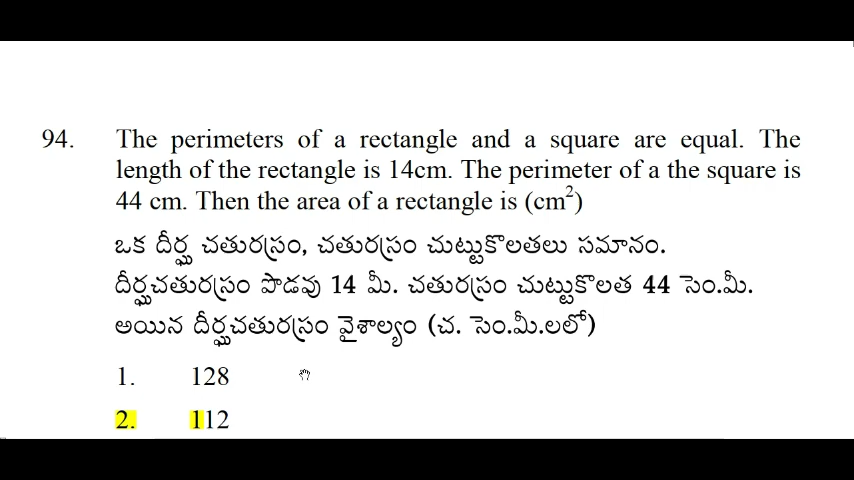 94. The perimeters of a rectangle and a square are equal. The
length of the rectangle is 14cm. The perimeter of a the square is
44 cm. Then the area of a rectangle is (cm²)
ఒక దీర్ఘ చతురస్రం, చతురస్రం చుట్టుకొలతలు సమానం.
దీర్ఘచతురస్రం పొడవు 14 మీ. చతురస్రం చుట్టుకొలత 44 సెం.మీ.
అయిన దీర్ఘచతురస్రం వైశాల్యం (చ. సెం.మీ.లలో)
1. 128
2. 112